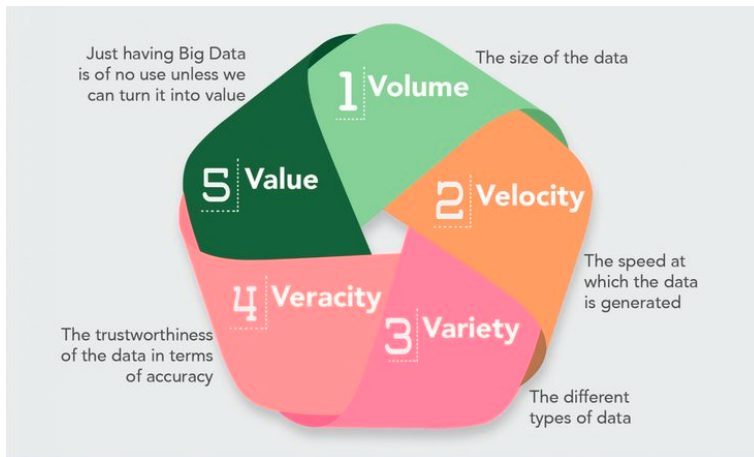 1 Volume
The size of the data
2 Velocity
The speed at
which the data
is generated
3 Variety
The different
types of data
4 Veracity
The trustworthiness
of the data in terms
of accuracy
5 Value
Just having Big Data
is of no use unless we
can turn it into value